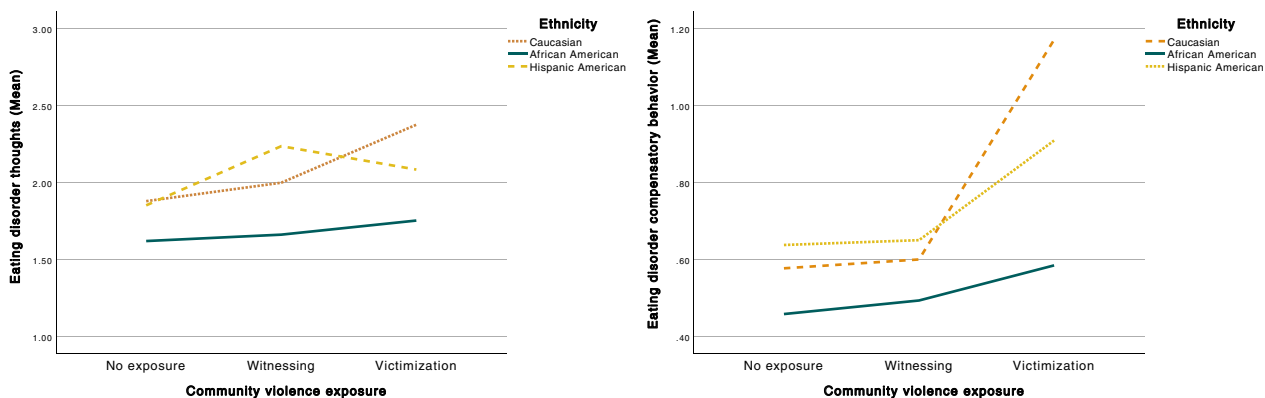 Ethnicity
Caucasian
African American
Hispanic American
Eating disorder thoughts (Mean)
3.00
2.50
2.00
1.50
1.00
No exposure Witnessing Victimization
Community violence exposure
Ethnicity
Caucasian
African American
Hispanic American
Eating disorder compensatory behavior (Mean)
1.20
1.00
.80
.60
.40
No exposure Witnessing Victimization
Community violence exposure